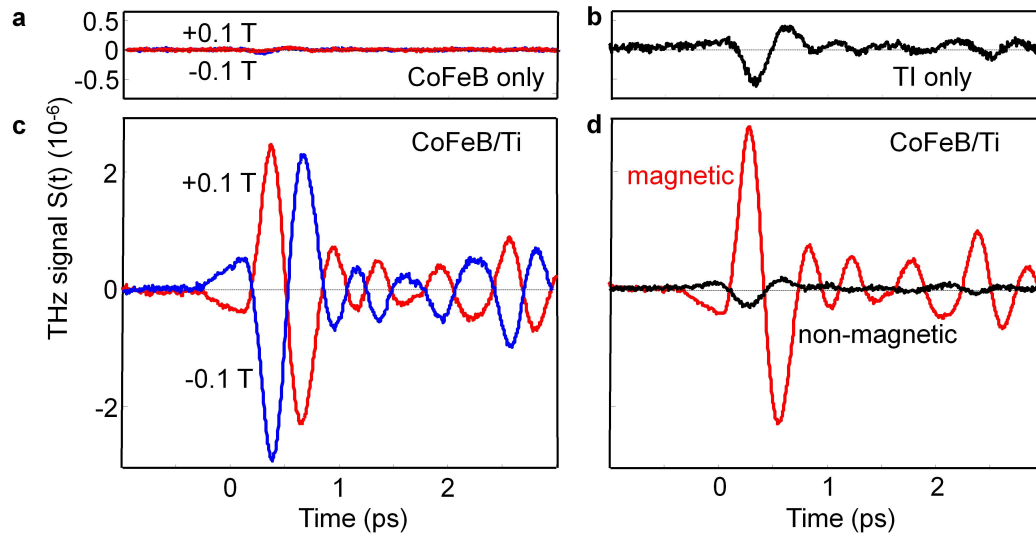 a
0.5
0
-0.5
+0.1 T
-0.1 T
CoFeB only
b
TI only
c
THz signal S(t) (10⁻⁶)
2
0
-2
+0.1 T
-0.1 T
CoFeB/Ti
0 1 2
Time (ps)
d
CoFeB/Ti
magnetic
non-magnetic
0 1 2
Time (ps)